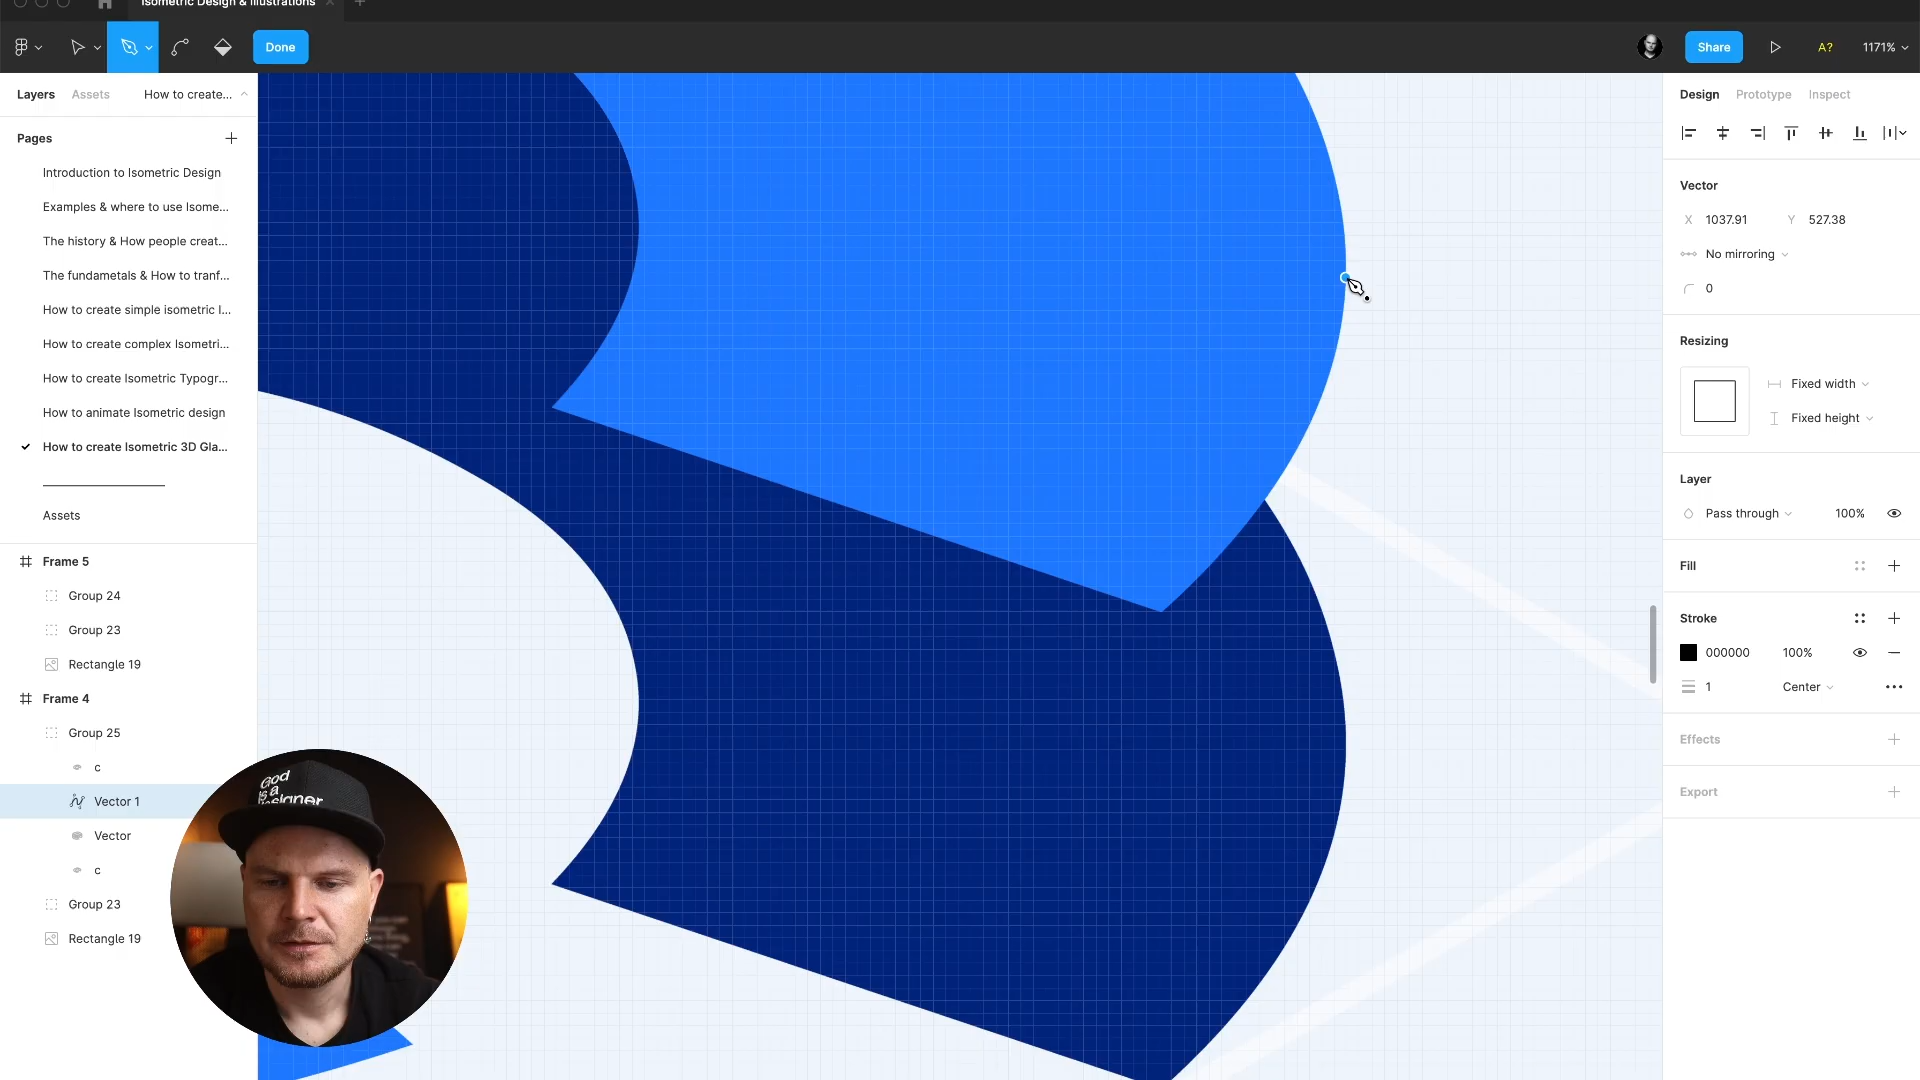 Isometric Design & Illustrations
Done
Share
A?
1171%
Layers
Assets
How to create...
Pages
Introduction to Isometric Design
Examples & where to use Isome...
The history & How people creat...
The fundametals & How to tranf...
How to create simple isometric I...
How to create complex Isometri...
How to create Isometric Typogr...
How to animate Isometric design
How to create Isometric 3D Gla...
Assets
Frame 5
Group 24
Group 23
Rectangle 19
Frame 4
Group 25
c
Vector 1
Vector
c
Group 23
Rectangle 19
God
is a
Designer
Design
Prototype
Inspect
Vector
X 1037.91 Y 527.38
No mirroring
0
Resizing
Fixed width
Fixed height
Layer
Pass through 100%
Fill
Stroke
000000 100%
1 Center
Effects
Export